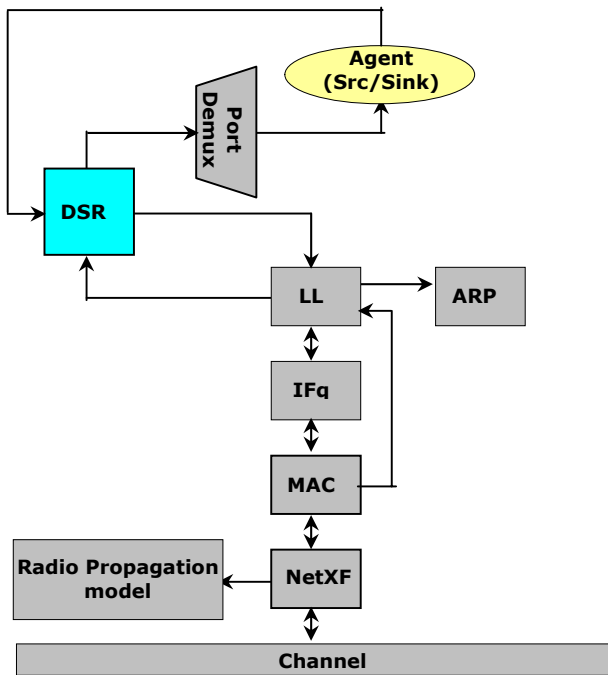 Agent
(Src/Sink)
Port
Demux
DSR
LL
ARP
IFq
MAC
Radio Propagation
model
NetXF
Channel